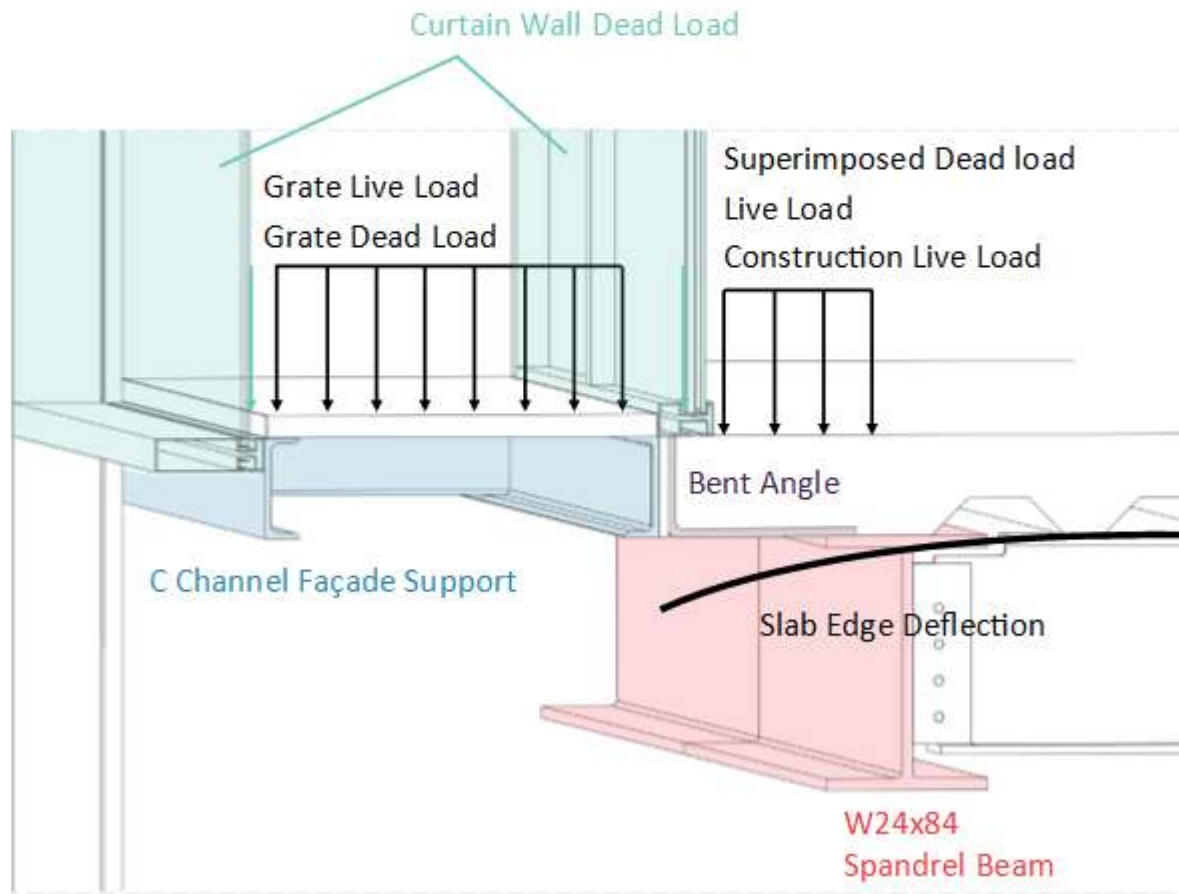 Curtain Wall Dead Load
Grate Live Load
Grate Dead Load
Superimposed Dead load
Live Load
Construction Live Load
Bent Angle
C Channel Façade Support
Slab Edge Deflection
W24x84
Spandrel Beam